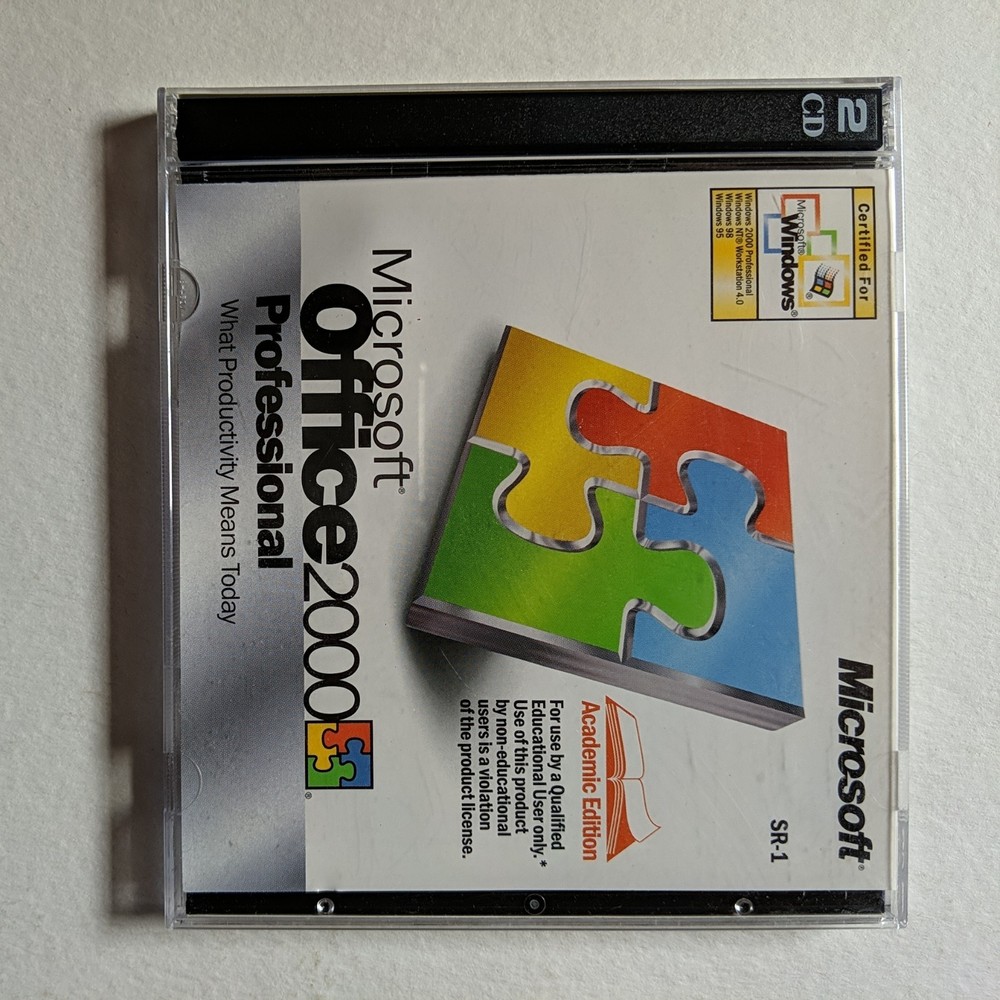 2
CD
Certified For
Microsoft®
Windows®
Windows 2000 Professional
Windows NT® Workstation 4.0
Windows 98
Windows 95
Microsoft®
SR-1
Academic Edition
For use by a Qualified
Educational User only.*
Use of this product
by non-educational
users is a violation
of the product license.
Microsoft®
Office2000®
Professional
What Productivity Means Today